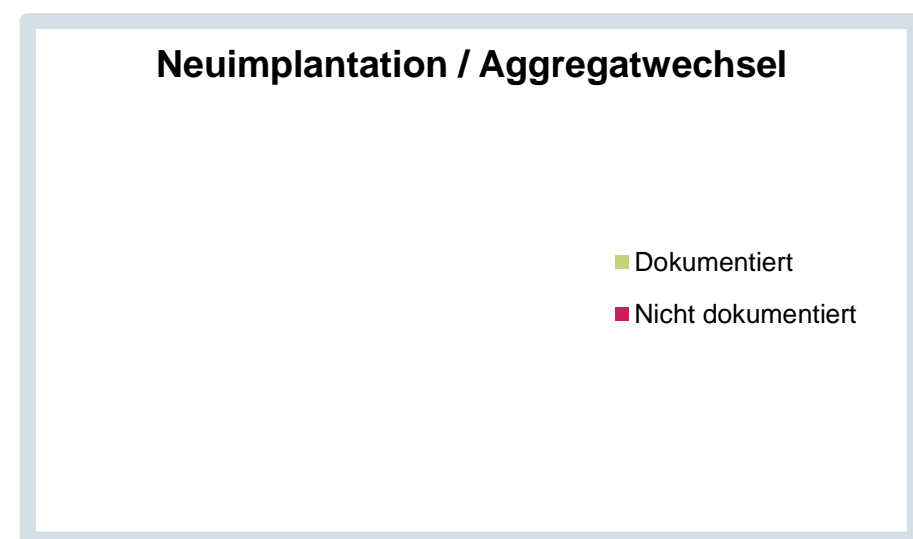 Neuimplantation / Aggregatwechsel
Dokumentiert
Nicht dokumentiert